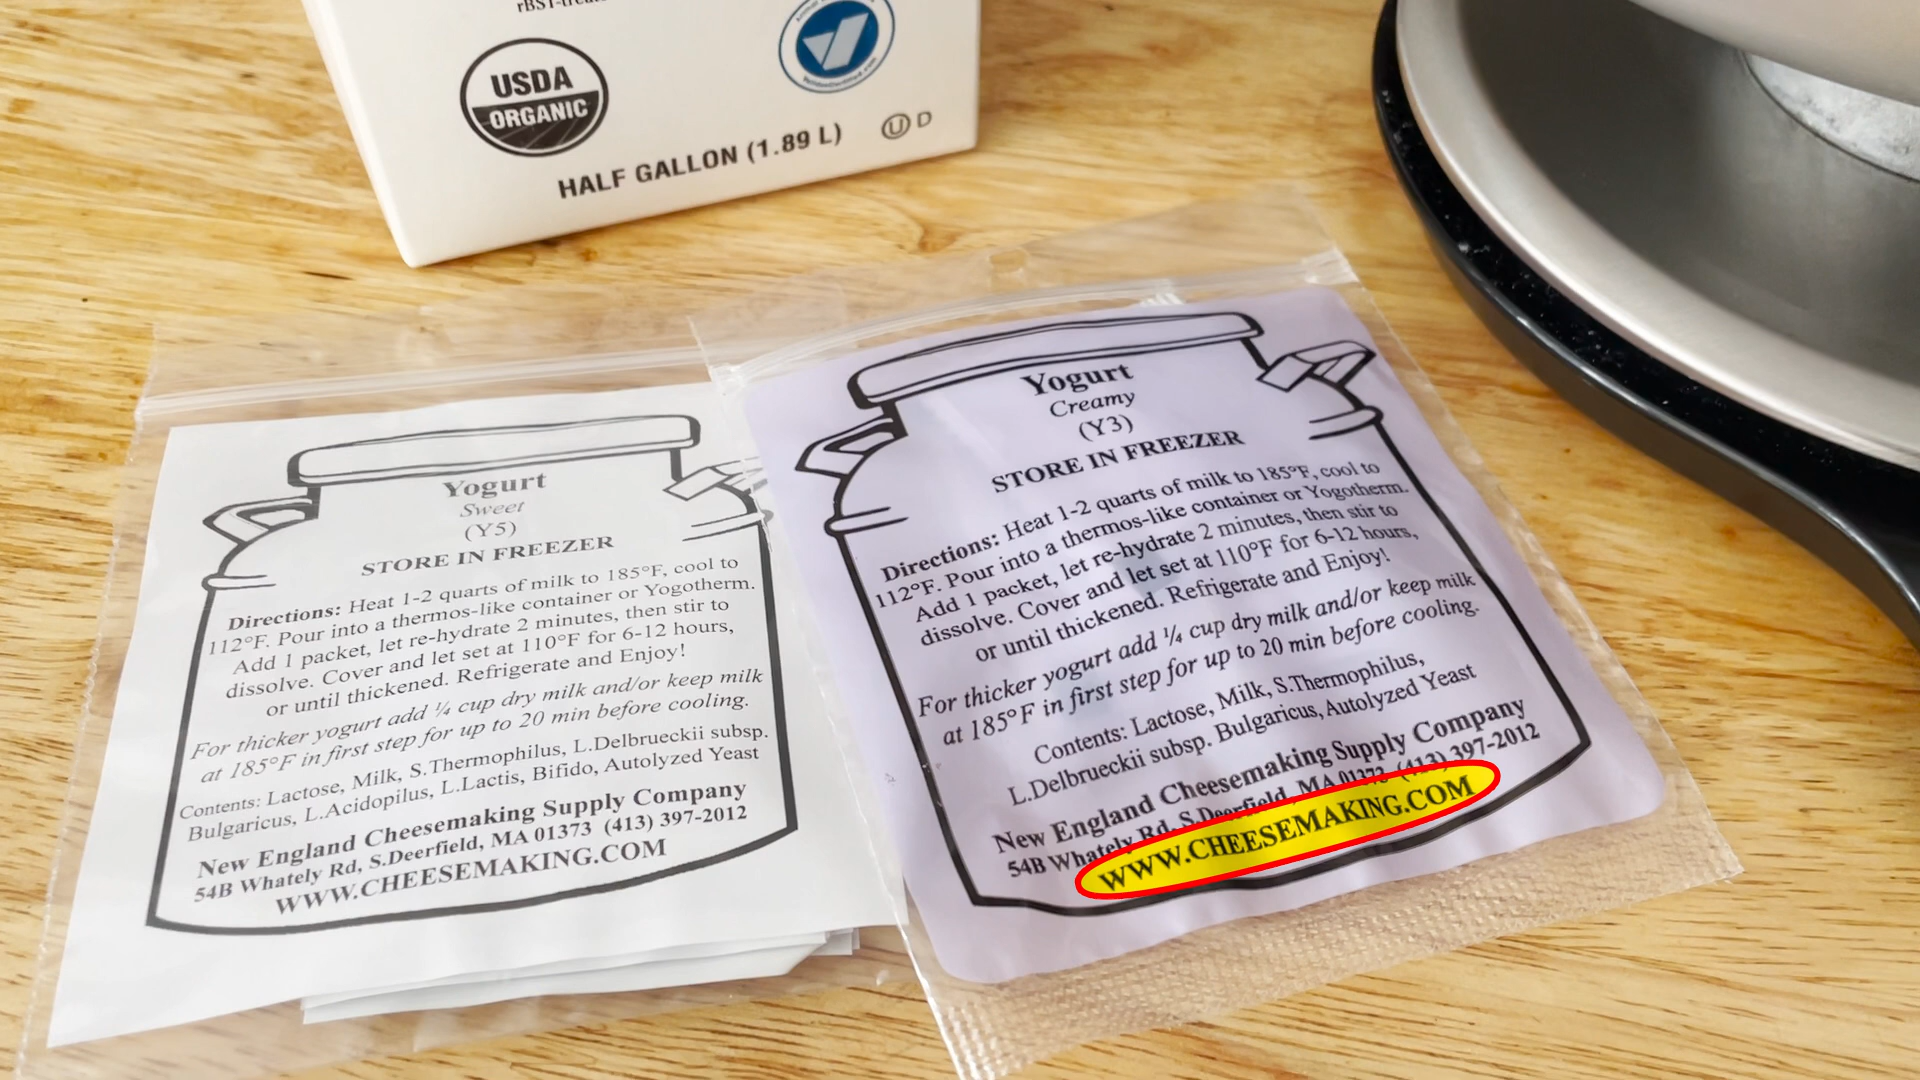 USDA
ORGANIC
HALF GALLON (1.89 L)
U D
Yogurt
Sweet
(Y5)
STORE IN FREEZER
Directions: Heat 1-2 quarts of milk to 185°F, cool to
112°F. Pour into a thermos-like container or Yogotherm.
Add 1 packet, let re-hydrate 2 minutes, then stir to
dissolve. Cover and let set at 110°F for 6-12 hours,
or until thickened. Refrigerate and Enjoy!
For thicker yogurt add ¼ cup dry milk and/or keep milk
at 185°F in first step for up to 20 min before cooling.
Contents: Lactose, Milk, S.Thermophilus, L.Delbrueckii subsp.
Bulgaricus, L.Acidopilus, L.Lactis, Bifido, Autolyzed Yeast
New England Cheesemaking Supply Company
54B Whately Rd, S.Deerfield, MA 01373 (413) 397-2012
WWW.CHEESEMAKING.COM
Yogurt
Creamy
(Y3)
STORE IN FREEZER
Directions: Heat 1-2 quarts of milk to 185°F, cool to
112°F. Pour into a thermos-like container or Yogotherm.
Add 1 packet, let re-hydrate 2 minutes, then stir to
dissolve. Cover and let set at 110°F for 6-12 hours,
or until thickened. Refrigerate and Enjoy!
For thicker yogurt add ¼ cup dry milk and/or keep milk
at 185°F in first step for up to 20 min before cooling.
Contents: Lactose, Milk, S.Thermophilus,
L.Delbrueckii subsp. Bulgaricus, Autolyzed Yeast
New England Cheesemaking Supply Company
54B Whately Rd, S.Deerfield, MA 01373 (413) 397-2012
WWW.CHEESEMAKING.COM